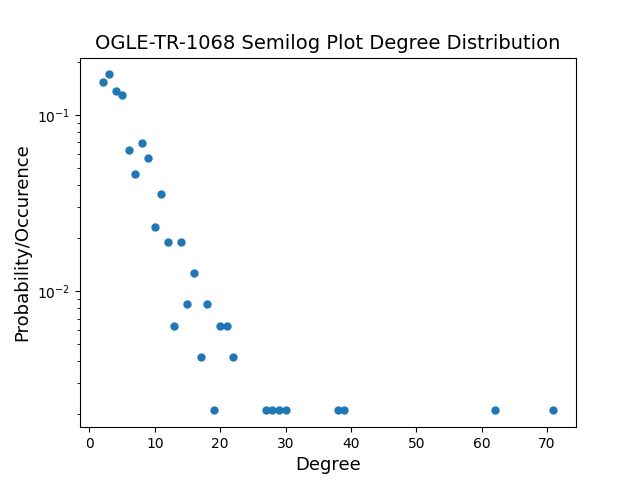 OGLE-TR-1068 Semilog Plot Degree Distribution
Probability/Occurence
10⁻¹
10⁻²
0 10 20 30 40 50 60 70
Degree